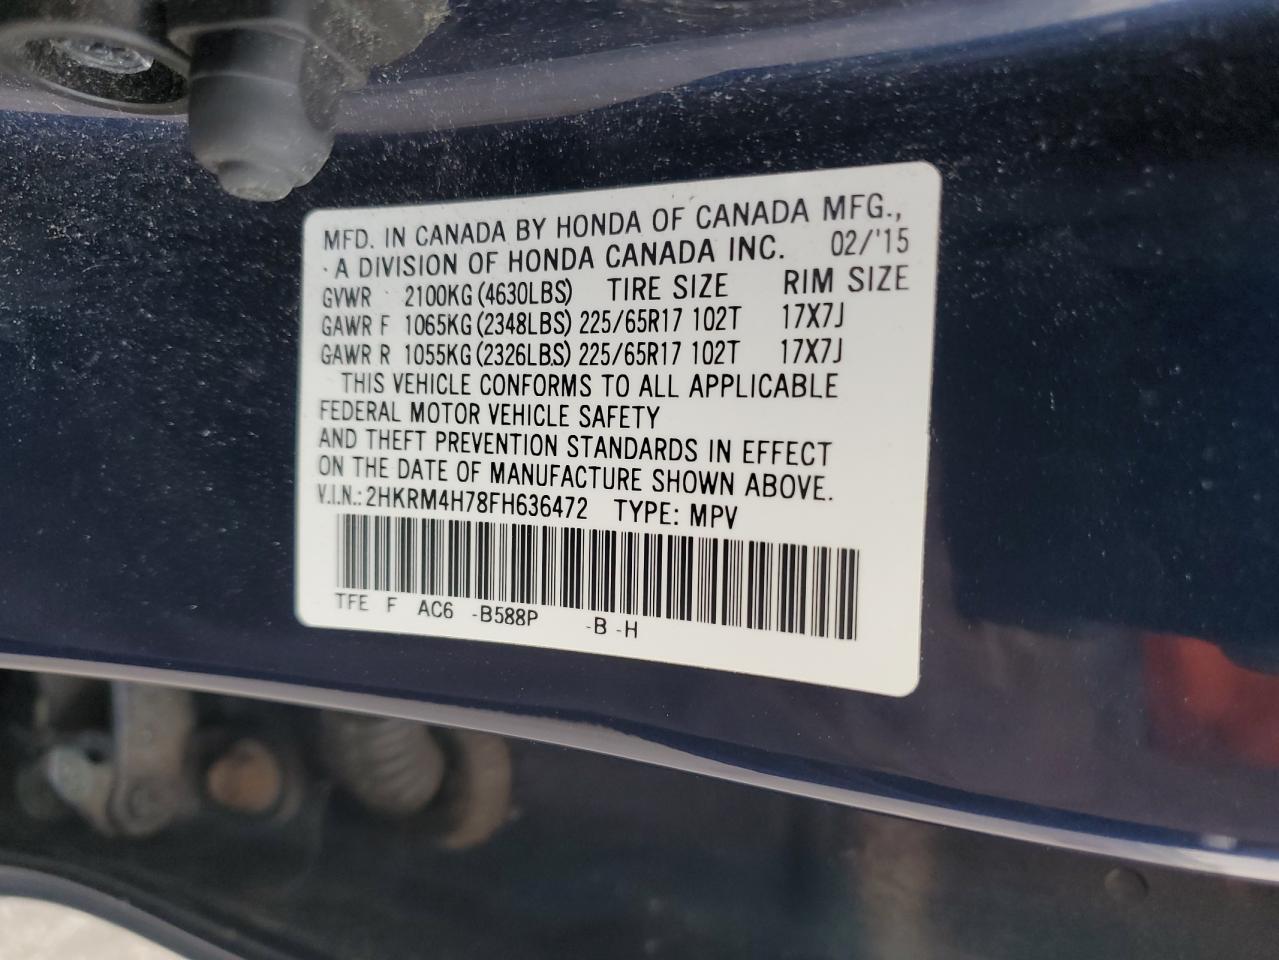 MFD. IN CANADA BY HONDA OF CANADA MFG.,
A DIVISION OF HONDA CANADA INC. 02/'15
GVWR 2100KG (4630LBS) TIRE SIZE RIM SIZE
GAWR F 1065KG (2348LBS) 225/65R17 102T 17X7J
GAWR R 1055KG (2326LBS) 225/65R17 102T 17X7J
THIS VEHICLE CONFORMS TO ALL APPLICABLE
FEDERAL MOTOR VEHICLE SAFETY
AND THEFT PREVENTION STANDARDS IN EFFECT
ON THE DATE OF MANUFACTURE SHOWN ABOVE.
V.I.N.: 2HKRM4H78FH636472 TYPE: MPV
TFE F AC6 -B588P -B -H